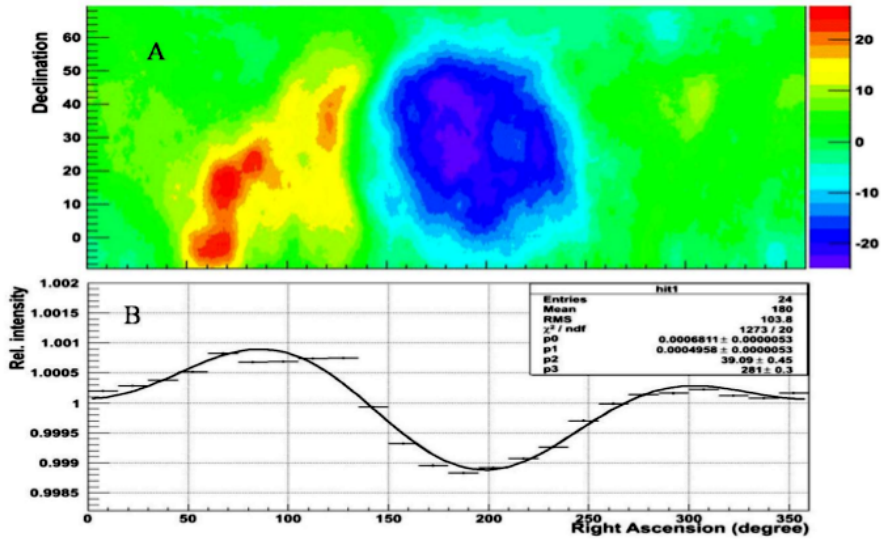 A
Declination
60
50
40
30
20
10
0
20
10
0
-10
-20
B
Rel. intensity
1.002
1.0015
1.001
1.0005
1
0.9995
0.999
0.9985
hit1
Entries 24
Mean 180
RMS 103.8
χ² / ndf 1273 / 20
p0 0.0006811 ± 0.0000053
p1 0.0004958 ± 0.0000053
p2 39.09 ± 0.45
p3 281 ± 0.3
0 50 100 150 200 250 300 350
Right Ascension (degree)